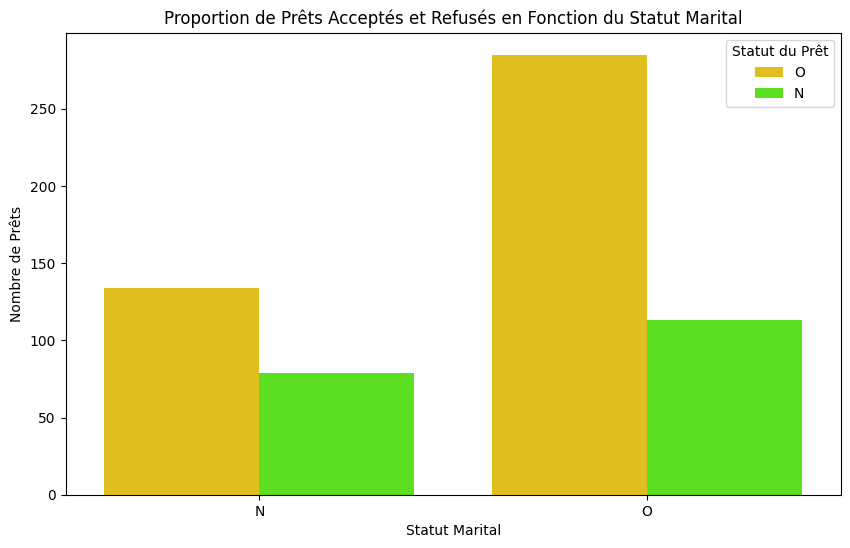 Proportion de Prêts Acceptés et Refusés en Fonction du Statut Marital
Statut du Prêt
O
N
Nombre de Prêts
250
200
150
100
50
0
N
O
Statut Marital